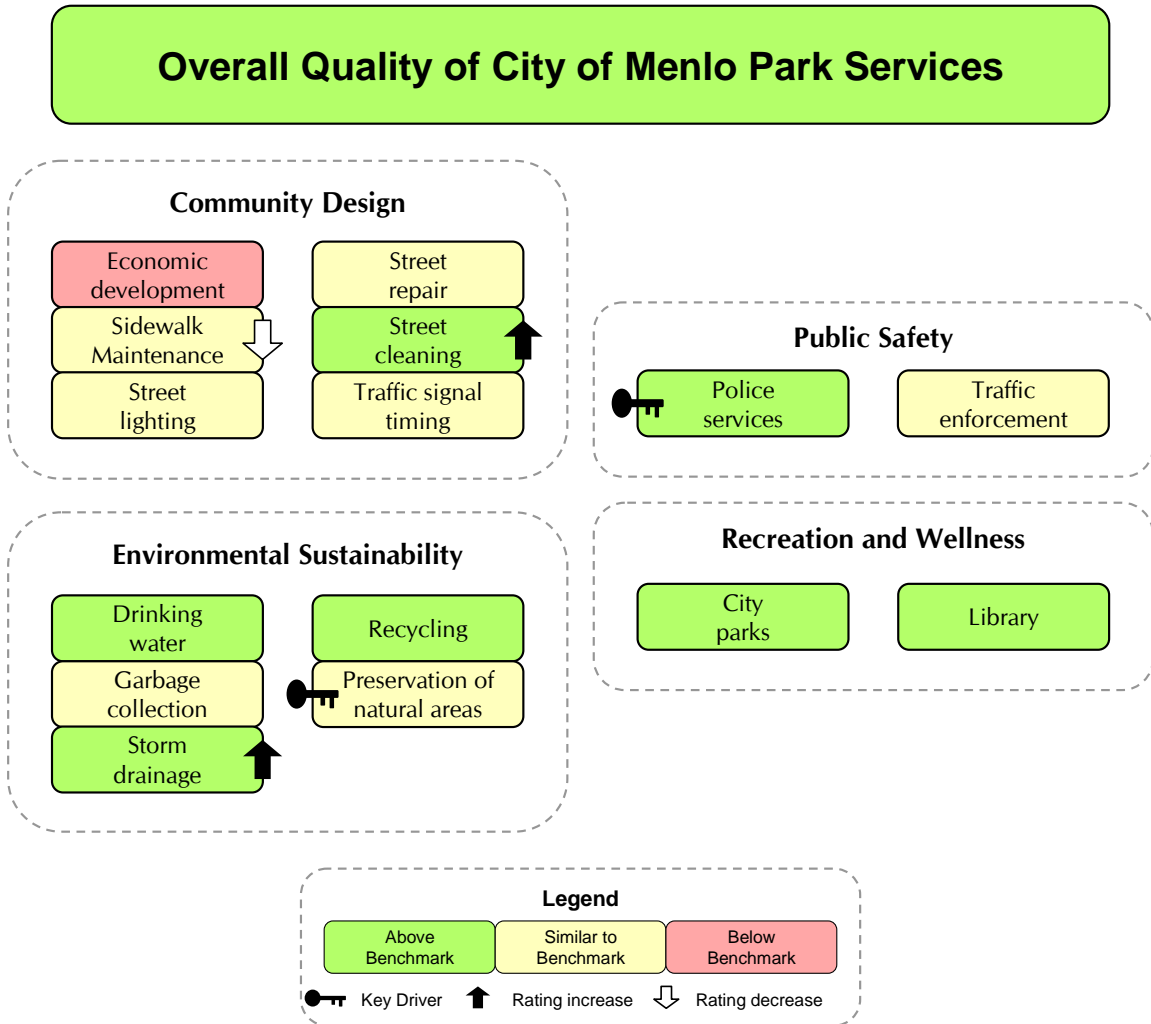 Overall Quality of City of Menlo Park Services
Community Design
Economic
development
Sidewalk
Maintenance
Street
lighting
Street
repair
Street
cleaning
Traffic signal
timing
Public Safety
Police
services
Traffic
enforcement
Environmental Sustainability
Drinking
water
Garbage
collection
Storm
drainage
Recycling
Preservation of
natural areas
Recreation and Wellness
City
parks
Library
Legend
Above
Benchmark
Similar to
Benchmark
Below
Benchmark
Key Driver
Rating increase
Rating decrease